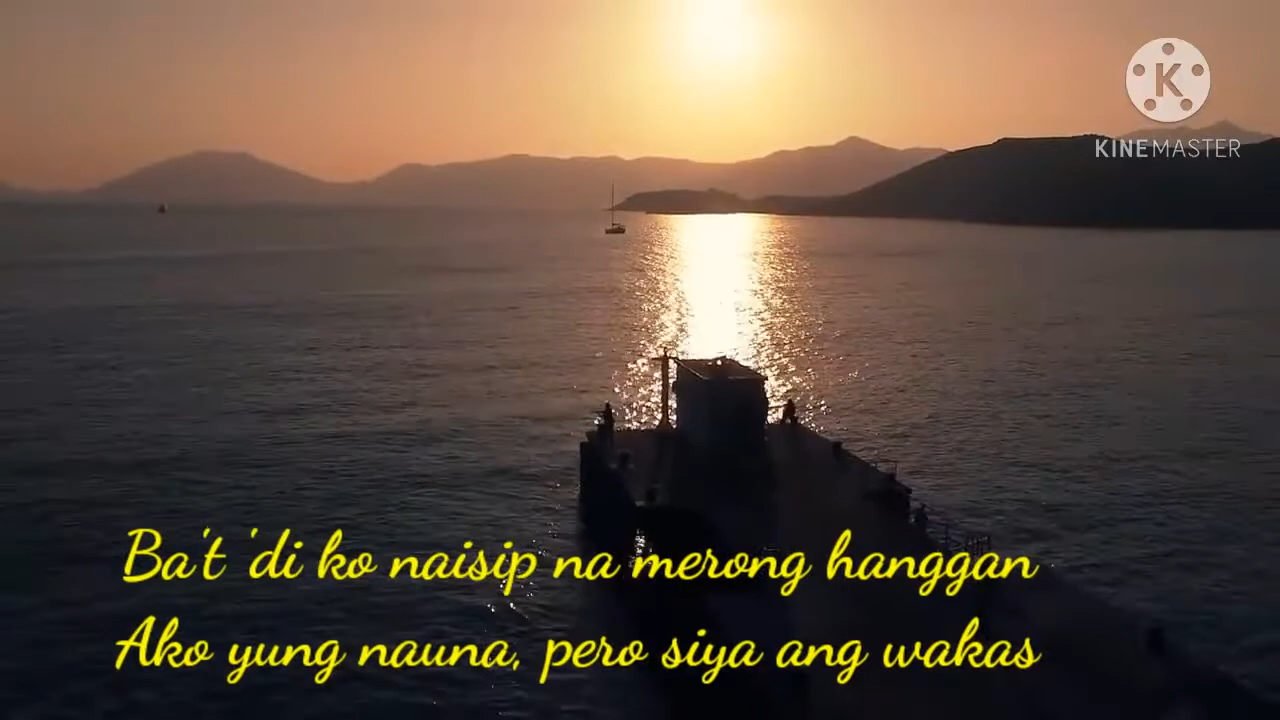 K
KINEMASTER
Ba't 'di ko naisip na merong hanggan
Ako yung nauna, pero siya ang wakas